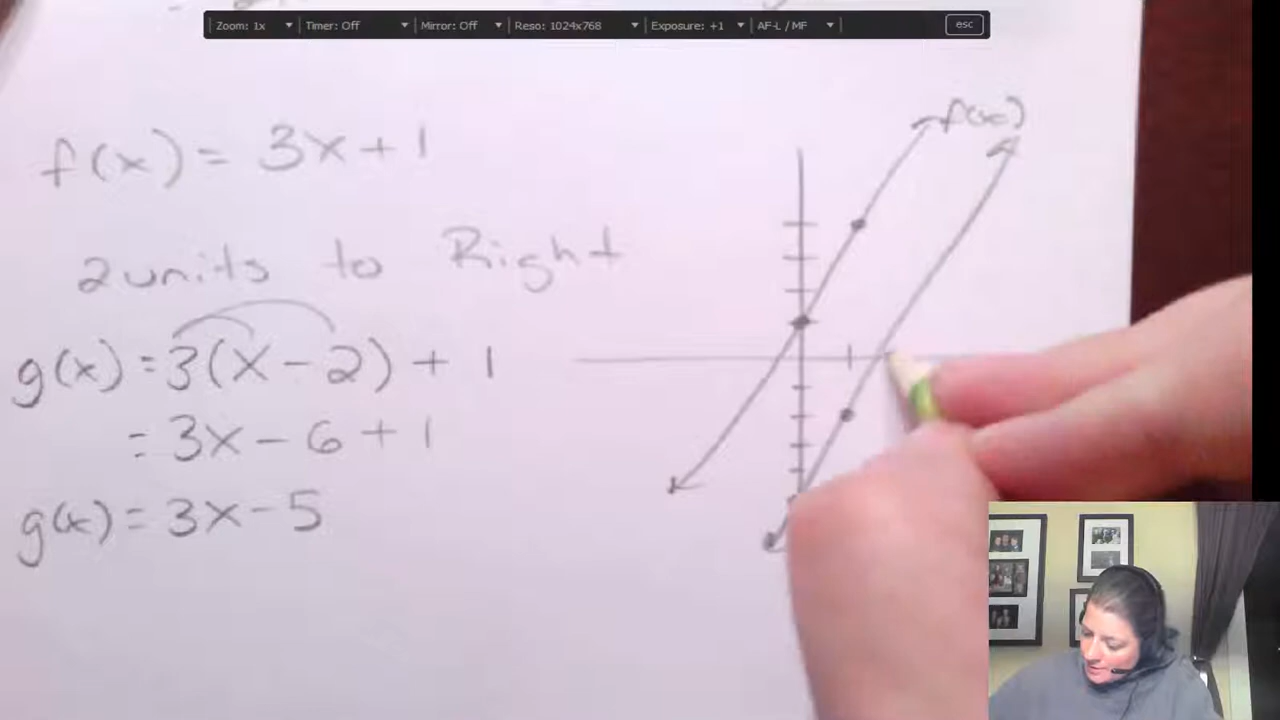 Zoom: 1x Timer: Off Mirror: Off Reso: 1024x768 Exposure: +1 AF-L / MF esc
f(x) = 3x + 1
2 units to Right
g(x) = 3(x - 2) + 1
= 3x - 6 + 1
g(x) = 3x - 5
f(x)